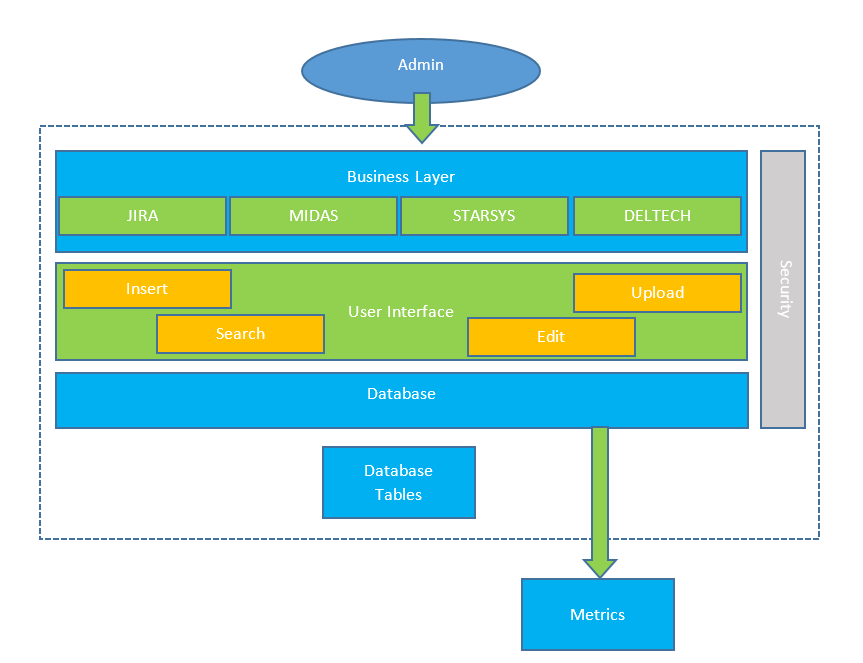 Admin
Business Layer
JIRA
MIDAS
STARSYS
DELTECH
Security
Insert
Upload
User Interface
Search
Edit
Database
Database
Tables
Metrics